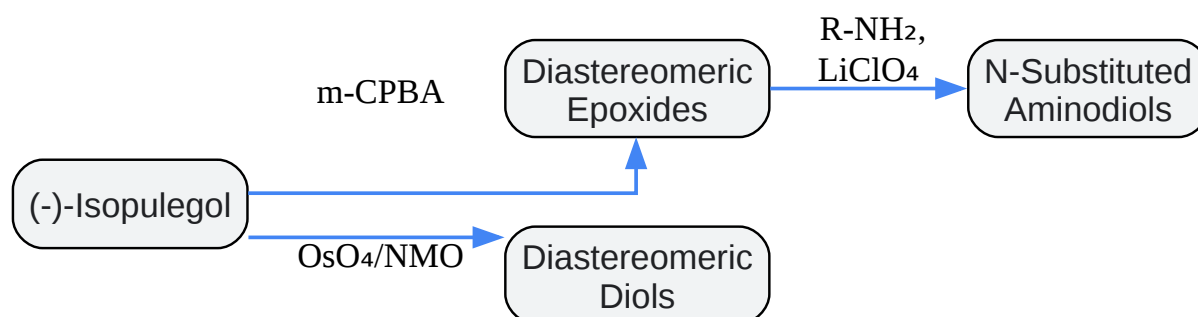 R-NH₂,
LiClO₄
Diastereomeric
Epoxides
N-Substituted
Aminodiols
m-CPBA
(-)-Isopulegol
OsO₄/NMO
Diastereomeric
Diols